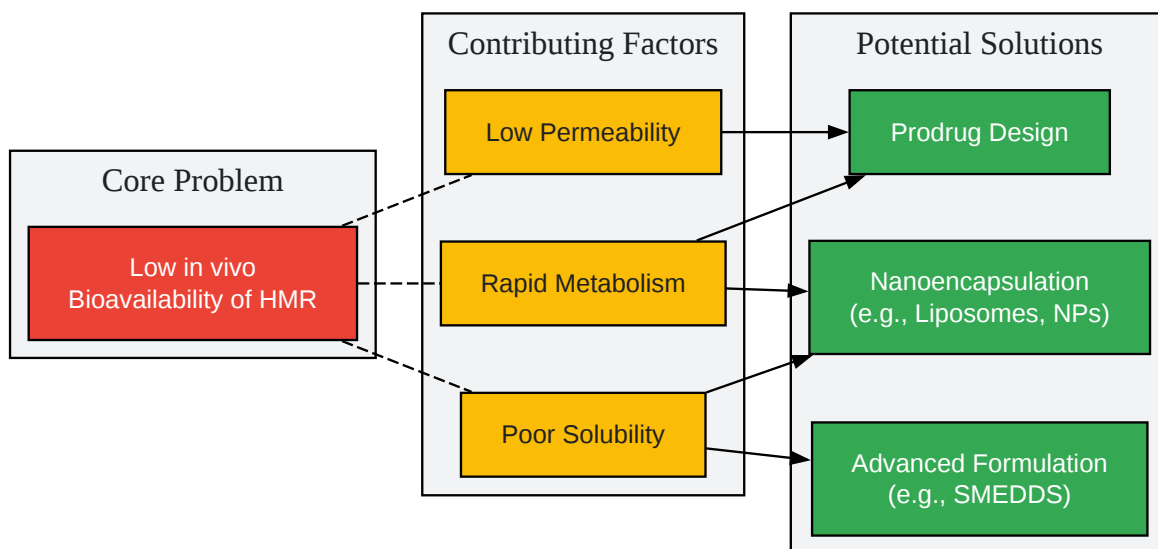 Core Problem
Low in vivo
Bioavailability of HMR
Contributing Factors
Low Permeability
Rapid Metabolism
Poor Solubility
Potential Solutions
Prodrug Design
Nanoencapsulation
(e.g., Liposomes, NPs)
Advanced Formulation
(e.g., SMEDDS)